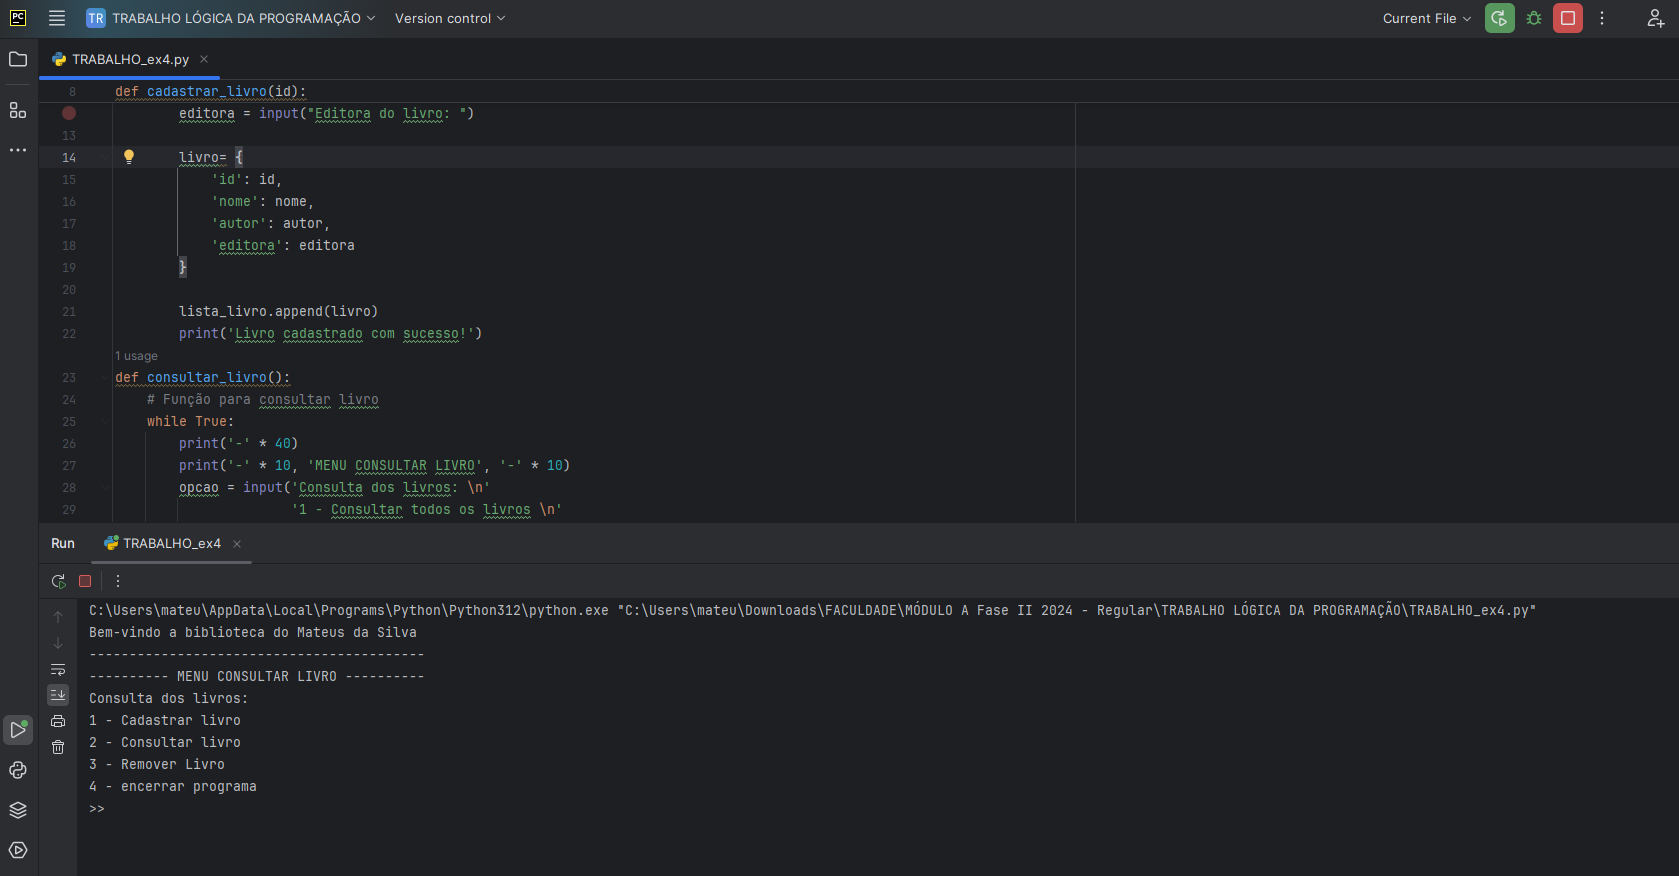 PC TR TRABALHO LÓGICA DA PROGRAMAÇÃO Version control Current File
TRABALHO_ex4.py
8 def cadastrar_livro(id):
editora = input("Editora do livro: ")
13
14 livro= {
15 'id': id,
16 'nome': nome,
17 'autor': autor,
18 'editora': editora
19 }
20
21 lista_livro.append(livro)
22 print('Livro cadastrado com sucesso!')
1 usage
23 def consultar_livro():
24 # Função para consultar livro
25 while True:
26 print('-' * 40)
27 print('-' * 10, 'MENU CONSULTAR LIVRO', '-' * 10)
28 opcao = input('Consulta dos livros: \n'
29 '1 - Consultar todos os livros \n'
Run TRABALHO_ex4
C:\Users\mateu\AppData\Local\Programs\Python\Python312\python.exe "C:\Users\mateu\Downloads\FACULDADE\MÓDULO A Fase II 2024 - Regular\TRABALHO LÓGICA DA PROGRAMAÇÃO\TRABALHO_ex4.py"
Bem-vindo a biblioteca do Mateus da Silva
------------------------------------------
---------- MENU CONSULTAR LIVRO ----------
Consulta dos livros:
1 - Cadastrar livro
2 - Consultar livro
3 - Remover Livro
4 - encerrar programa
>>